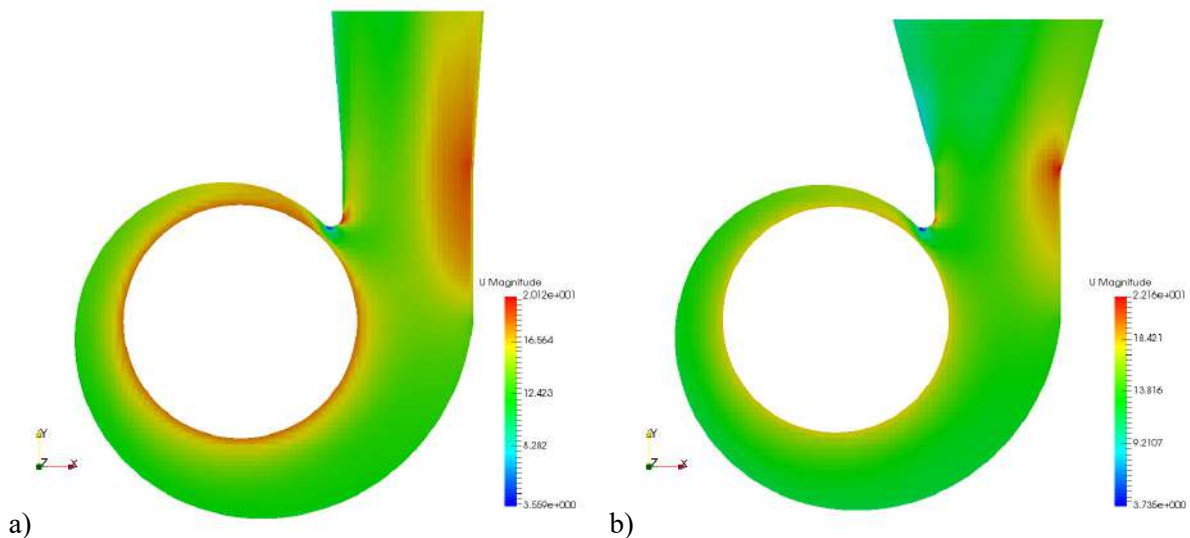 U Magnitude
2.012e+001
16.564
12.423
8.282
3.559e+000
Y
Z
X
a)
U Magnitude
2.216e+001
18.421
13.816
9.2107
3.735e+000
Y
Z
X
b)